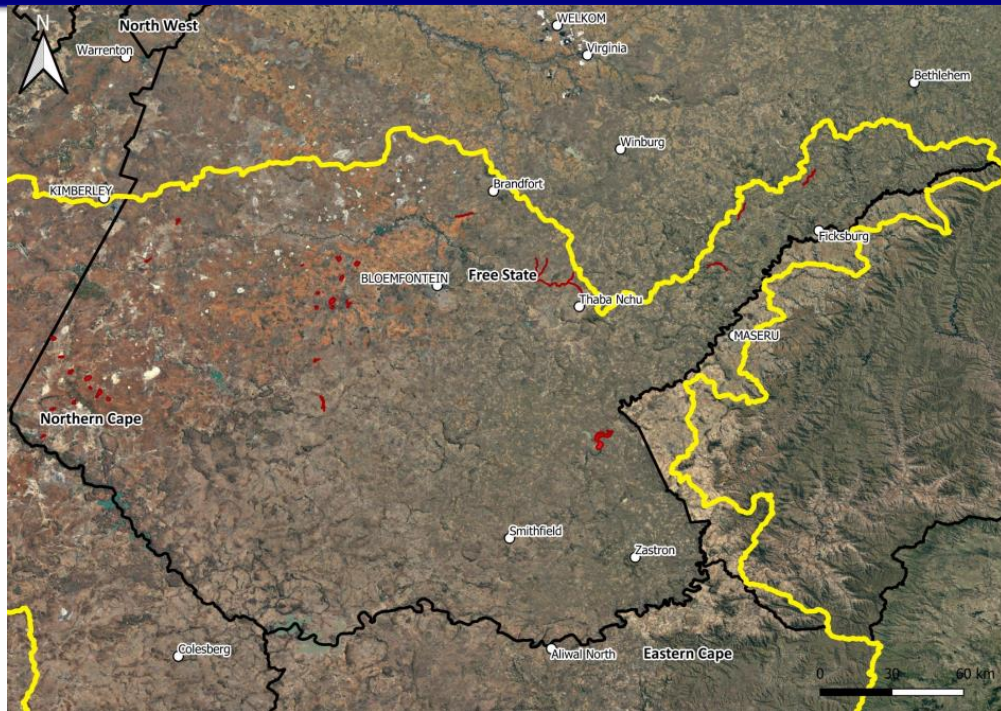 N
North West
Warrenton
WELKOM
Virginia
Bethlehem
Winburg
KIMBERLEY
Brandfort
Ficksburg
BLOEMFONTEIN
Free State
Thaba Nchu
MASERU
Northern Cape
Smithfield
Zastron
Colesberg
Aliwal North
Eastern Cape
0 30 60 km